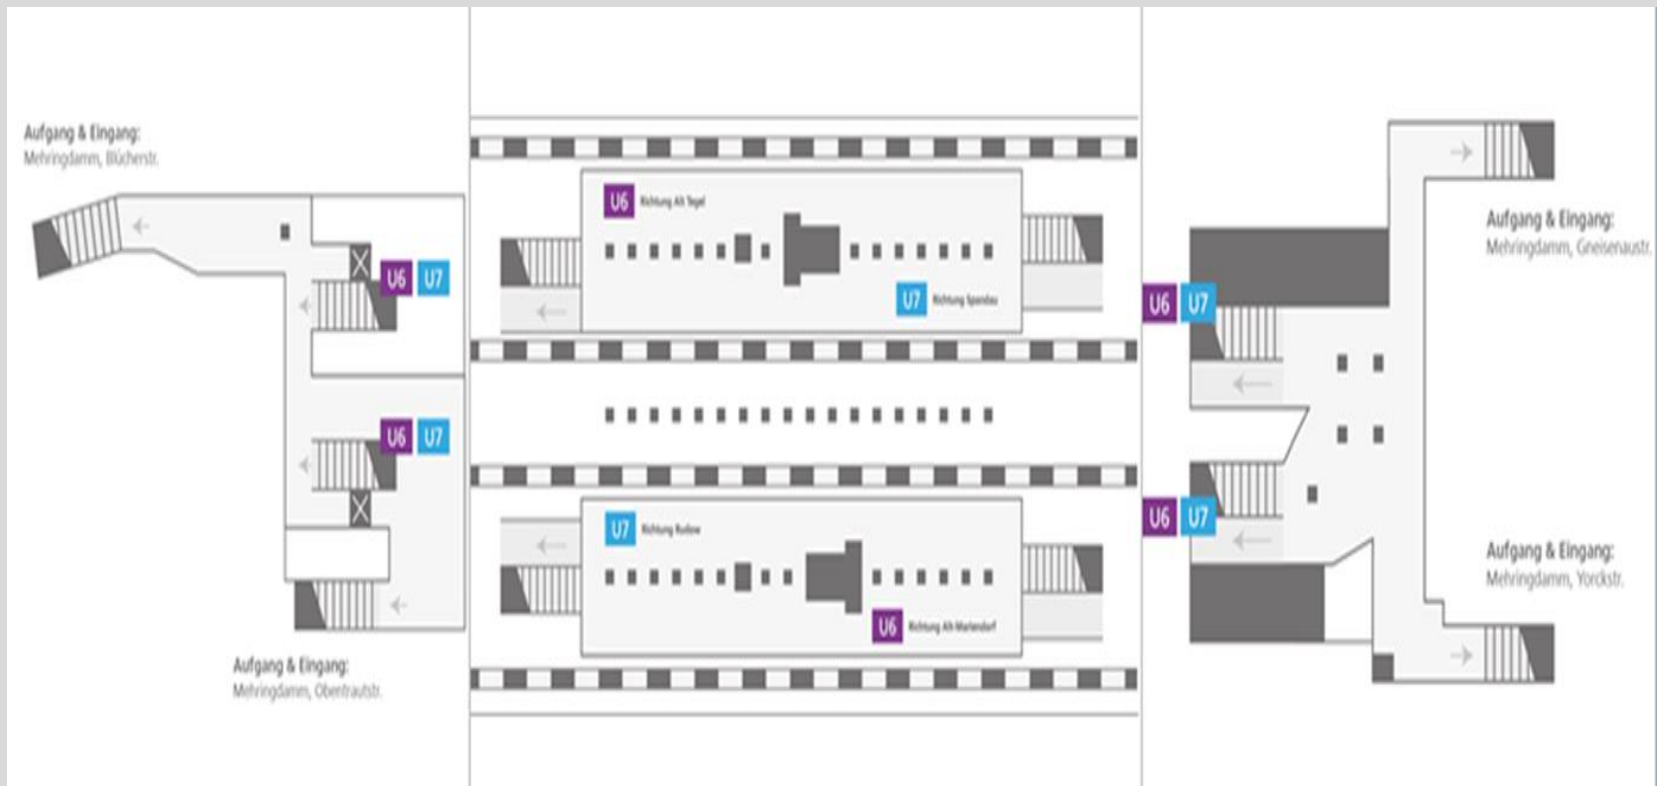 Aufgang & Eingang:
Mehringdamm, Blücherstr.
U6 U7
U6 U7
Aufgang & Eingang:
Mehringdamm, Obentrautstr.
U6 Richtung Alt Tegel
U7 Richtung Spandau
U7 Richtung Rudow
U6 Richtung Alt-Mariendorf
U6 U7
U6 U7
Aufgang & Eingang:
Mehringdamm, Gneisenaustr.
Aufgang & Eingang:
Mehringdamm, Yorckstr.